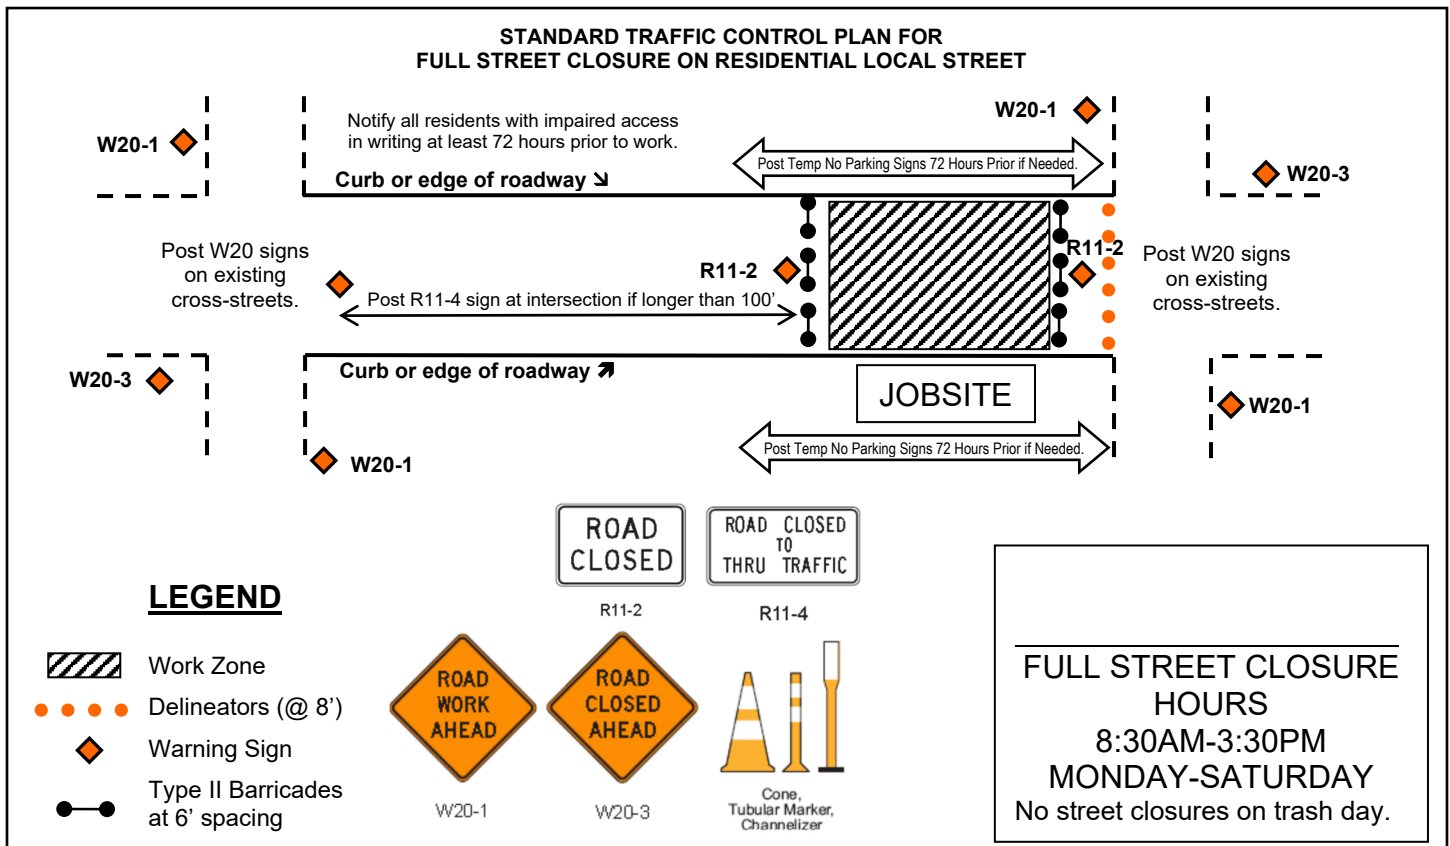 STANDARD TRAFFIC CONTROL PLAN FOR
FULL STREET CLOSURE ON RESIDENTIAL LOCAL STREET
W20-1
Notify all residents with impaired access
in writing at least 72 hours prior to work.
W20-1
Post Temp No Parking Signs 72 Hours Prior if Needed.
Curb or edge of roadway
W20-3
Post W20 signs
on existing
cross-streets.
R11-2
R11-2
Post W20 signs
on existing
cross-streets.
Post R11-4 sign at intersection if longer than 100'
W20-3
Curb or edge of roadway
JOBSITE
W20-1
Post Temp No Parking Signs 72 Hours Prior if Needed.
W20-1
ROAD
CLOSED
R11-2
ROAD CLOSED
TO
THRU TRAFFIC
R11-4
LEGEND
Work Zone
Delineators (@ 8')
Warning Sign
Type II Barricades
at 6' spacing
ROAD
WORK
AHEAD
W20-1
ROAD
CLOSED
AHEAD
W20-3
Cone,
Tubular Marker,
Channelizer
FULL STREET CLOSURE
HOURS
8:30AM-3:30PM
MONDAY-SATURDAY
No street closures on trash day.